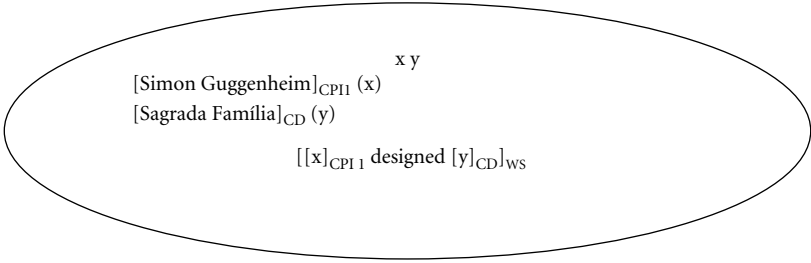 x y
[Simon Guggenheim]CPI1 (x)
[Sagrada Família]CD (y)
[[x]CPI 1 designed [y]CD]WS